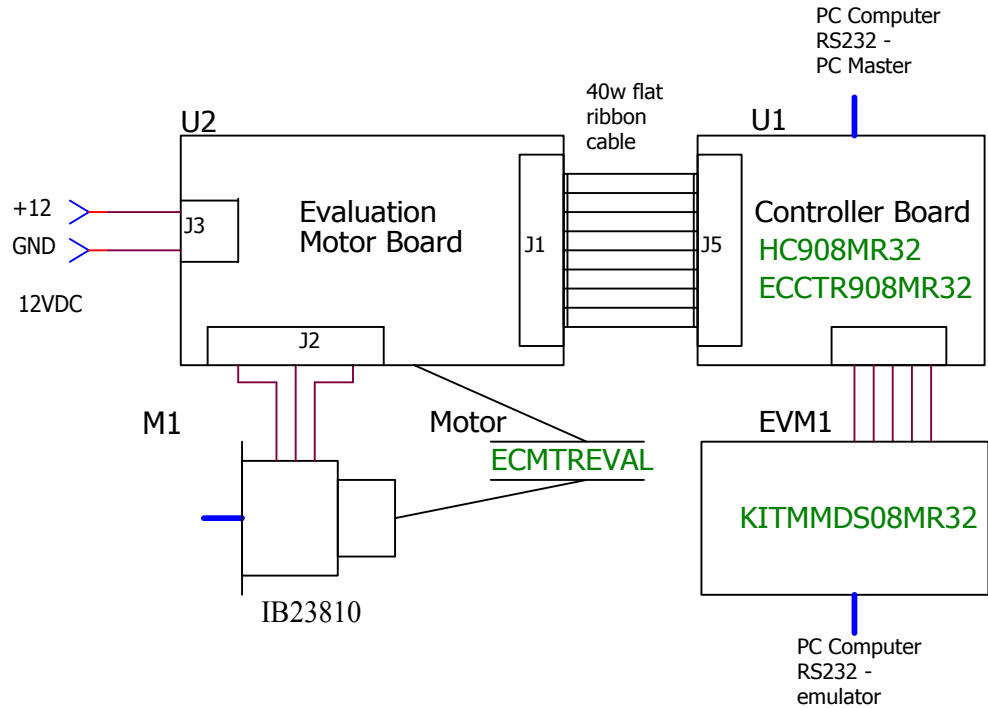 PC Computer
RS232 -
PC Master
40w flat
ribbon
cable
U2
U1
+12
GND
12VDC
J3
Evaluation
Motor Board
J1
J5
Controller Board
HC908MR32
ECCTR908MR32
J2
M1
Motor
ECMTREVAL
EVM1
KITMMDS08MR32
IB23810
PC Computer
RS232 -
emulator